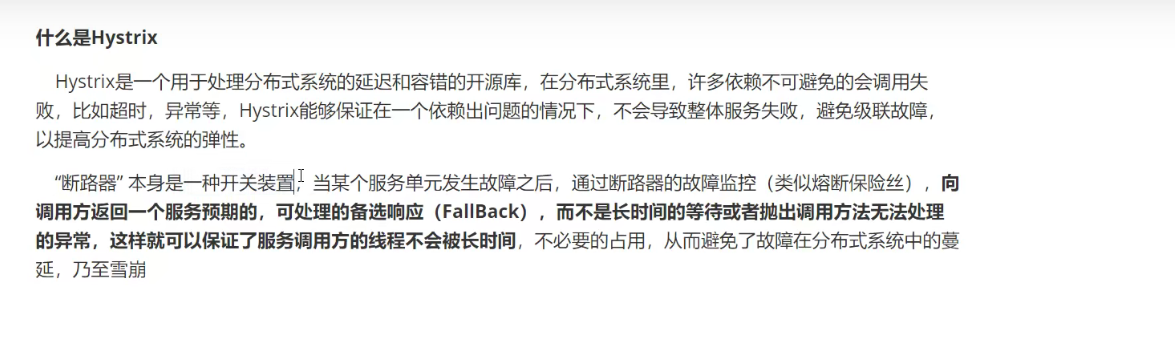 什么是Hystrix
Hystrix是一个用于处理分布式系统的延迟和容错的开源库，在分布式系统里，许多依赖不可避免的会调用失
败，比如超时，异常等，Hystrix能够保证在一个依赖出问题的情况下，不会导致整体服务失败，避免级联故障，
以提高分布式系统的弹性。
“断路器” 本身是一种开关装置，当某个服务单元发生故障之后，通过断路器的故障监控（类似熔断保险丝），向
调用方返回一个服务预期的，可处理的备选响应（FallBack），而不是长时间的等待或者抛出调用方法无法处理
的异常，这样就可以保证了服务调用方的线程不会被长时间，不必要的占用，从而避免了故障在分布式系统中的蔓
延，乃至雪崩